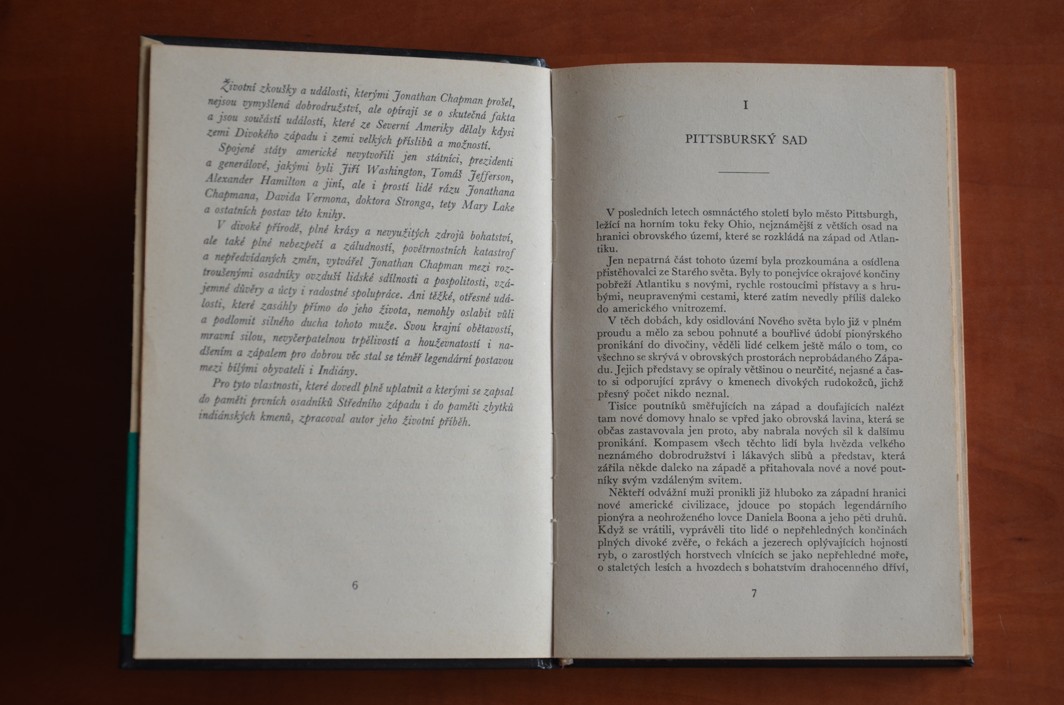 Životní zkoušky a události, kterými Jonathan Chapman prošel,
nejsou vymyšlená dobrodružství, ale opírají se o skutečná fakta
a jsou součástí událostí, které ze Severní Ameriky dělaly kdysi
zemi Divokého západu i zemi velkých příslibů a možností.
Spojené státy americké nevytvořili jen státníci, prezidenti
a generálové, jakými byli Jiří Washington, Tomáš Jefferson,
Alexander Hamilton a jiní, ale i prostí lidé rázu Jonathana
Chapmana, Davida Vermona, doktora Stronga, tety Mary Lake
a ostatních postav této knihy.
V divoké přírodě, plné krásy a nevyužitých zdrojů bohatství,
ale také plné nebezpečí a záludností, povětrnostních katastrof
a nepředvídaných změn, vytvářel Jonathan Chapman mezi roz-
troušenými osadníky ovzduší lidské sdílnosti a pospolitosti, vzá-
jemné důvěry a úcty i radostné spolupráce. Ani těžké, otřesné udá-
losti, které zasáhly přímo do jeho života, nemohly oslabit vůli
a podlomit silného ducha tohoto muže. Svou krajní obětavostí,
mravní silou, nevyčerpatelnou trpělivostí a houževnatostí i na-
dšením a zápalem pro dobrou věc stal se téměř legendární postavou
mezi bílými obyvateli i Indiány.
Pro tyto vlastnosti, které dovedl plně uplatnit a kterými se zapsal
do paměti prvních osadníků Středního západu i do paměti zbytků
indiánských kmenů, zpracoval autor jeho životní příběh.
6
I
PITTSBURSKÝ SAD
V posledních letech osmnáctého století bylo město Pittsburgh,
ležící na horním toku řeky Ohio, nejznámější z větších osad na
hranici obrovského území, které se rozkládá na západ od Atlan-
tiku.
Jen nepatrná část tohoto území byla prozkoumána a osídlena
přistěhovalci ze Starého světa. Byly to ponejvíce okrajové končiny
pobřeží Atlantiku s novými, rychle rostoucími přístavy a s hru-
bými, neupravenými cestami, které zatím nevedly příliš daleko
do amerického vnitrozemí.
V těch dobách, kdy osidlování Nového světa bylo již v plném
proudu a mělo za sebou pohnuté a bouřlivé údobí pionýrského
pronikání do divočiny, věděli lidé celkem ještě málo o tom, co
všechno se skrývá v obrovských prostorách neprobádaného Zápa-
du. Jejich představy se opíraly většinou o neurčité, nejasné a čas-
to si odporující zprávy o kmenech divokých rudokožců, jichž
přesný počet nikdo neznal.
Tisíce poutníků směřujících na západ a doufajících nalézt
tam nové domovy hnalo se vpřed jako obrovská lavina, která se
občas zastavovala jen proto, aby nabrala nových sil k dalšímu
pronikání. Kompasem všech těchto lidí byla hvězda velkého
neznámého dobrodružství i lákavých slibů a představ, která
zářila někde daleko na západě a přitahovala nové a nové pout-
níky svým vzdáleným svitem.
Někteří odvážní muži pronikli již hluboko za západní hranici
nové americké civilizace, jdouce po stopách legendárního
pionýra a neohroženého lovce Daniela Boona a jeho pěti druhů.
Když se vrátili, vyprávěli tito lidé o nepřehledných končinách
plných divoké zvěře, o řekách a jezerech oplývajících hojností
ryb, o zarostlých horstvech vlnících se jako nepřehledné moře,
o staletých lesích a hvozdech s bohatstvím drahocenného dříví,
7